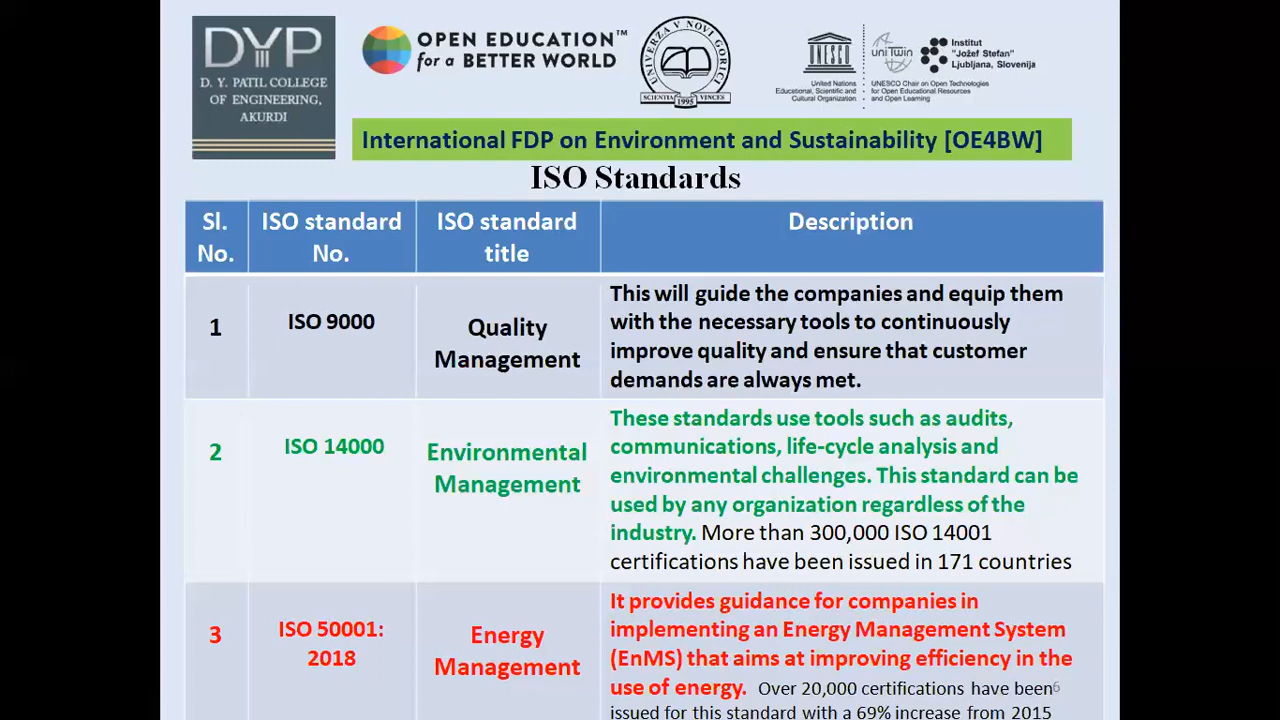 DYP
D. Y. PATIL COLLEGE
OF ENGINEERING,
AKURDI
OPEN EDUCATION™
for a BETTER WORLD
UNIVERZA V NOVI GORICI
SCIENTIA VINCES
1995
UNESCO
United Nations
Educational, Scientific and
Cultural Organization
uniTwin
Institut
"Jožef Stefan"
Ljubljana, Slovenija
UNESCO Chair on Open Technologies
for Open Educational Resources
and Open Learning
International FDP on Environment and Sustainability [OE4BW]
ISO Standards
Sl. No.
ISO standard No.
ISO standard title
Description
1
ISO 9000
Quality
Management
This will guide the companies and equip them
with the necessary tools to continuously
improve quality and ensure that customer
demands are always met.
2
ISO 14000
Environmental
Management
These standards use tools such as audits,
communications, life-cycle analysis and
environmental challenges. This standard can be
used by any organization regardless of the
industry. More than 300,000 ISO 14001
certifications have been issued in 171 countries
3
ISO 50001:
2018
Energy
Management
It provides guidance for companies in
implementing an Energy Management System
(EnMS) that aims at improving efficiency in the
use of energy. Over 20,000 certifications have been
6
issued for this standard with a 69% increase from 2015